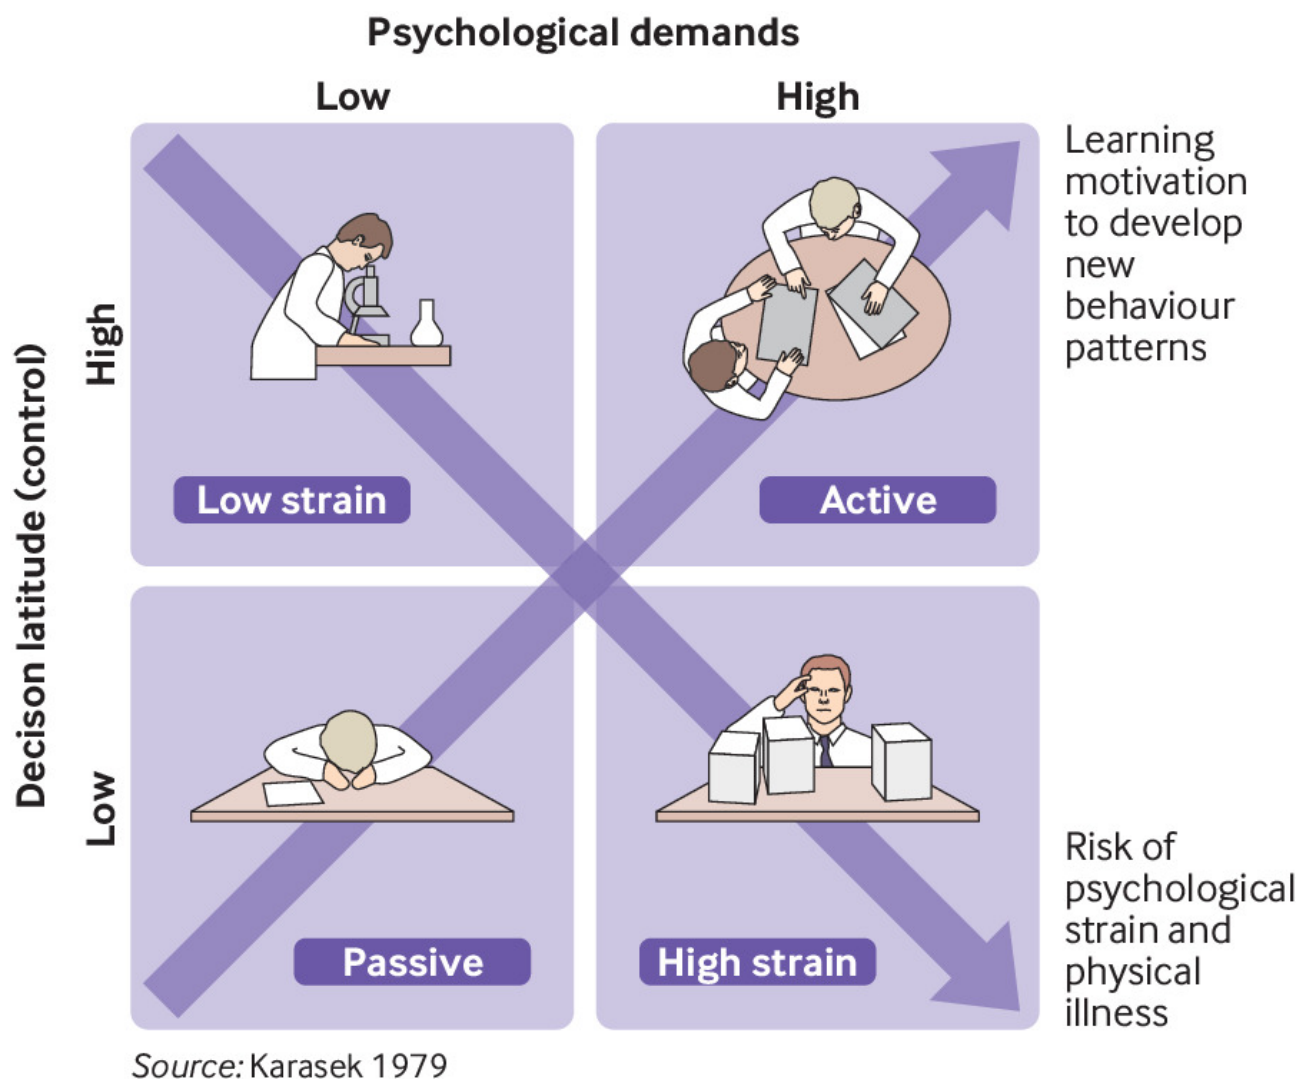 Psychological demands
Low
High
Decison latitude (control)
High
Low strain
Active
Learning
motivation
to develop
new
behaviour
patterns
Low
Passive
High strain
Risk of
psychological
strain and
physical
illness
Source: Karasek 1979